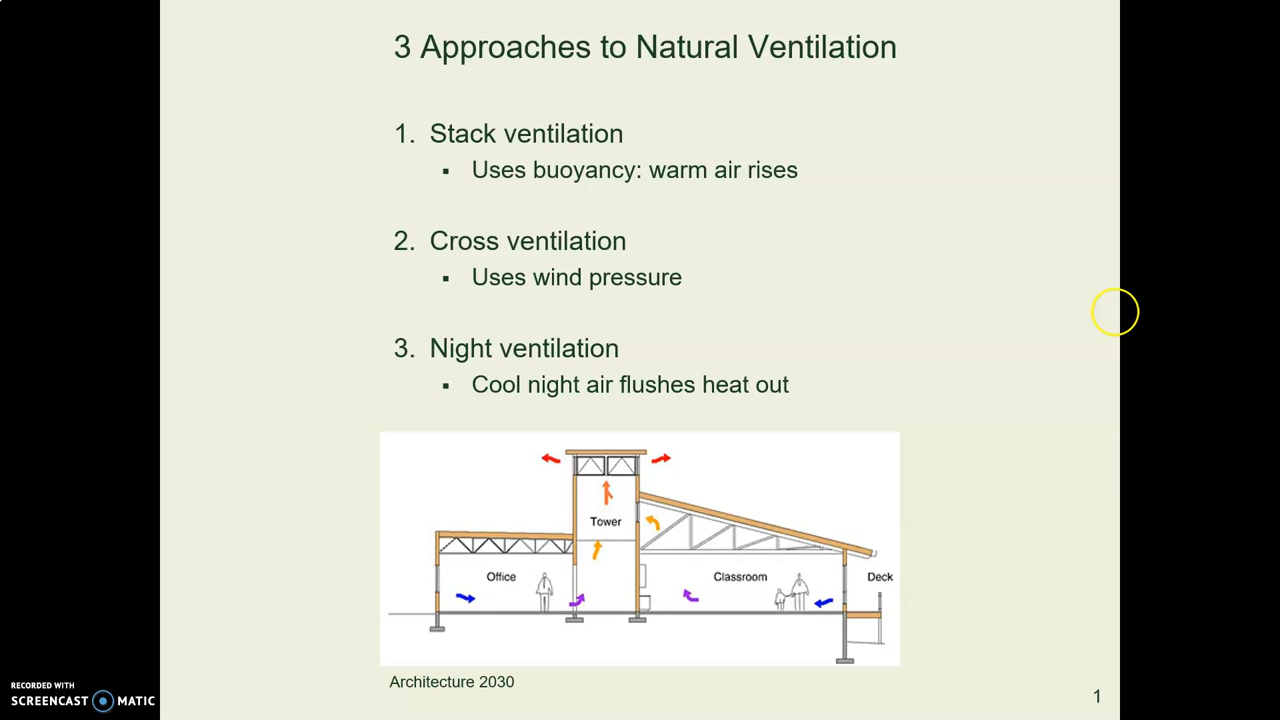 3 Approaches to Natural Ventilation
1. Stack ventilation
▪ Uses buoyancy: warm air rises
2. Cross ventilation
▪ Uses wind pressure
3. Night ventilation
▪ Cool night air flushes heat out
Tower
Office
Classroom
Deck
Architecture 2030
1
RECORDED WITH
SCREENCAST MATIC